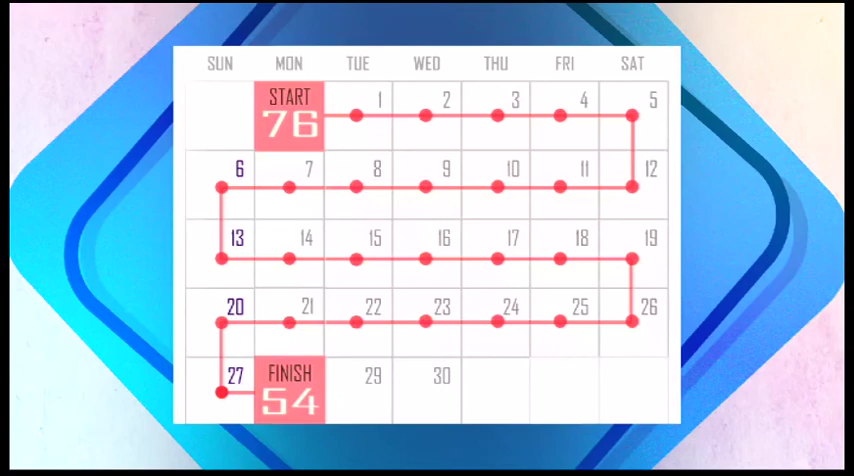 SUN MON TUE WED THU FRI SAT
START 1 2 3 4 5
76
6 7 8 9 10 11 12
13 14 15 16 17 18 19
20 21 22 23 24 25 26
27 FINISH 29 30
54